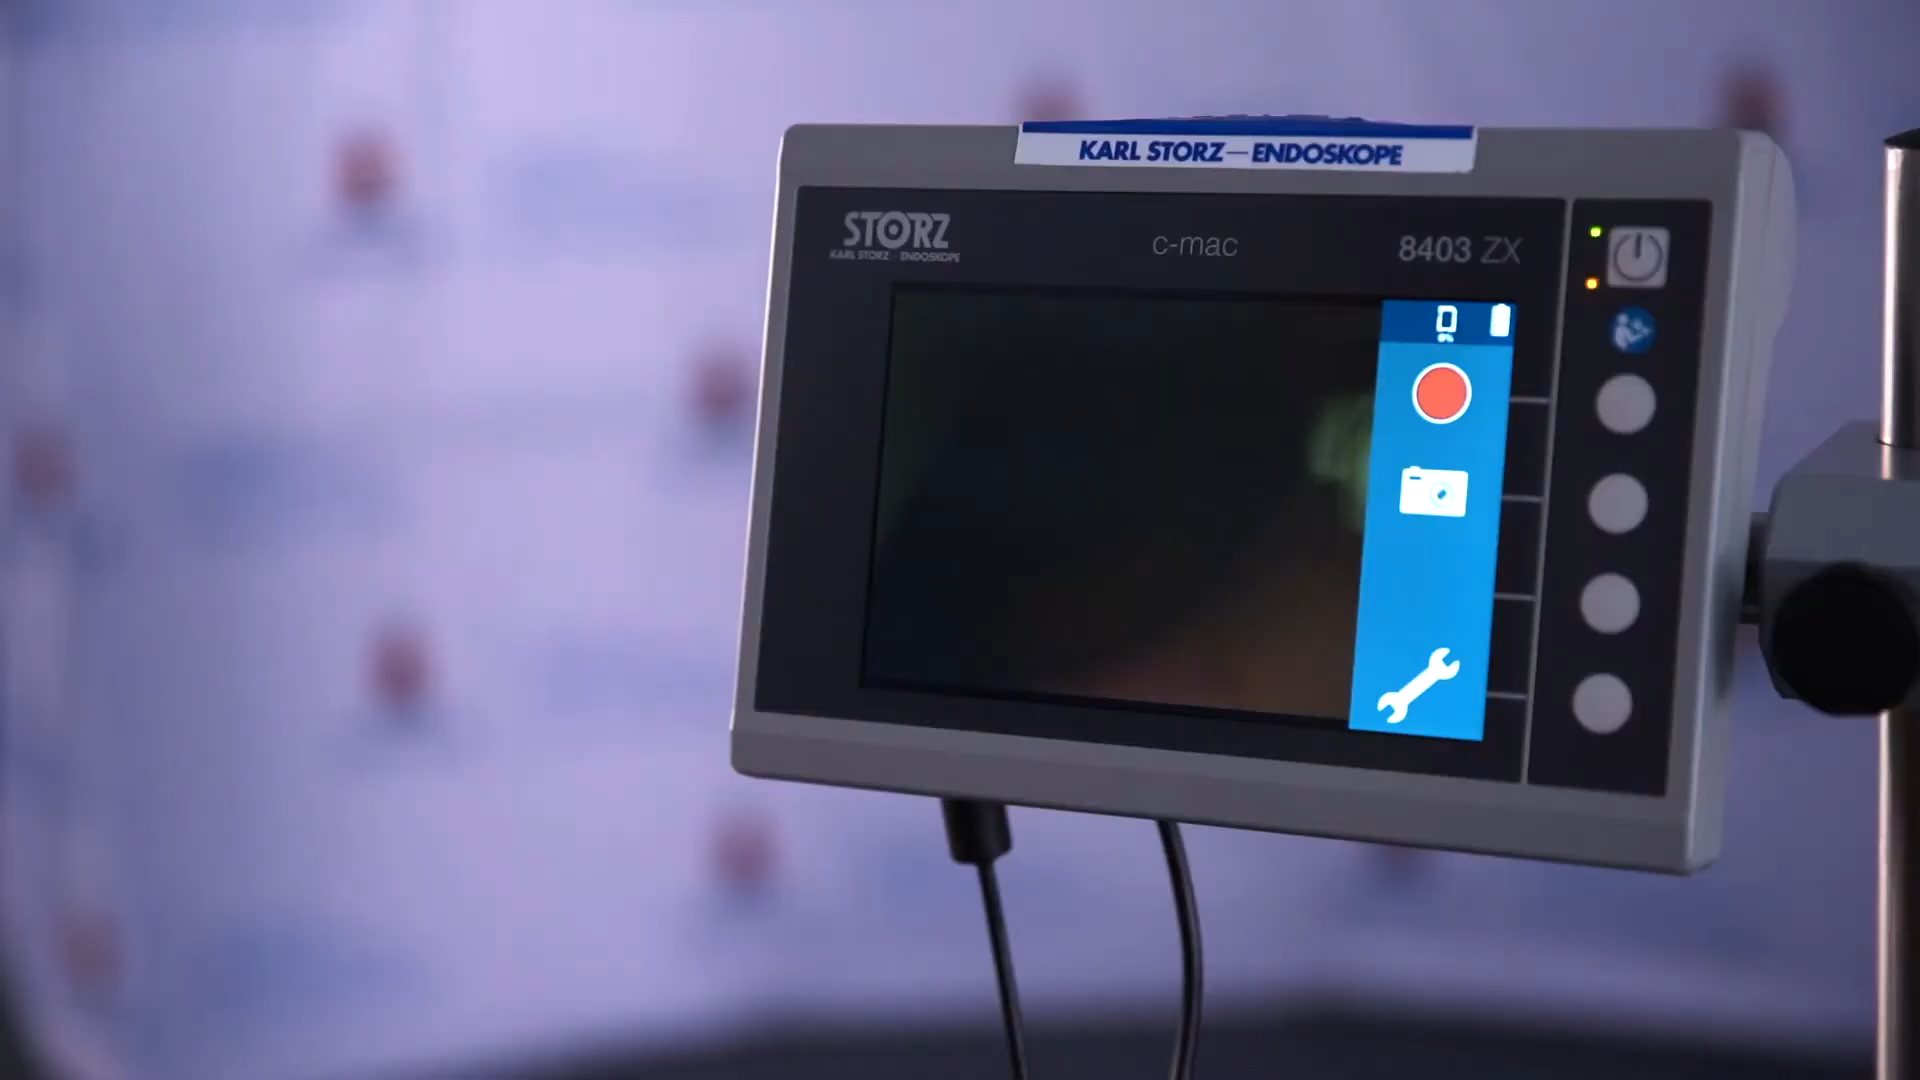 KARL STORZ — ENDOSKOPE
STORZ
KARL STORZ — ENDOSKOPE
c-mac
8403 ZX